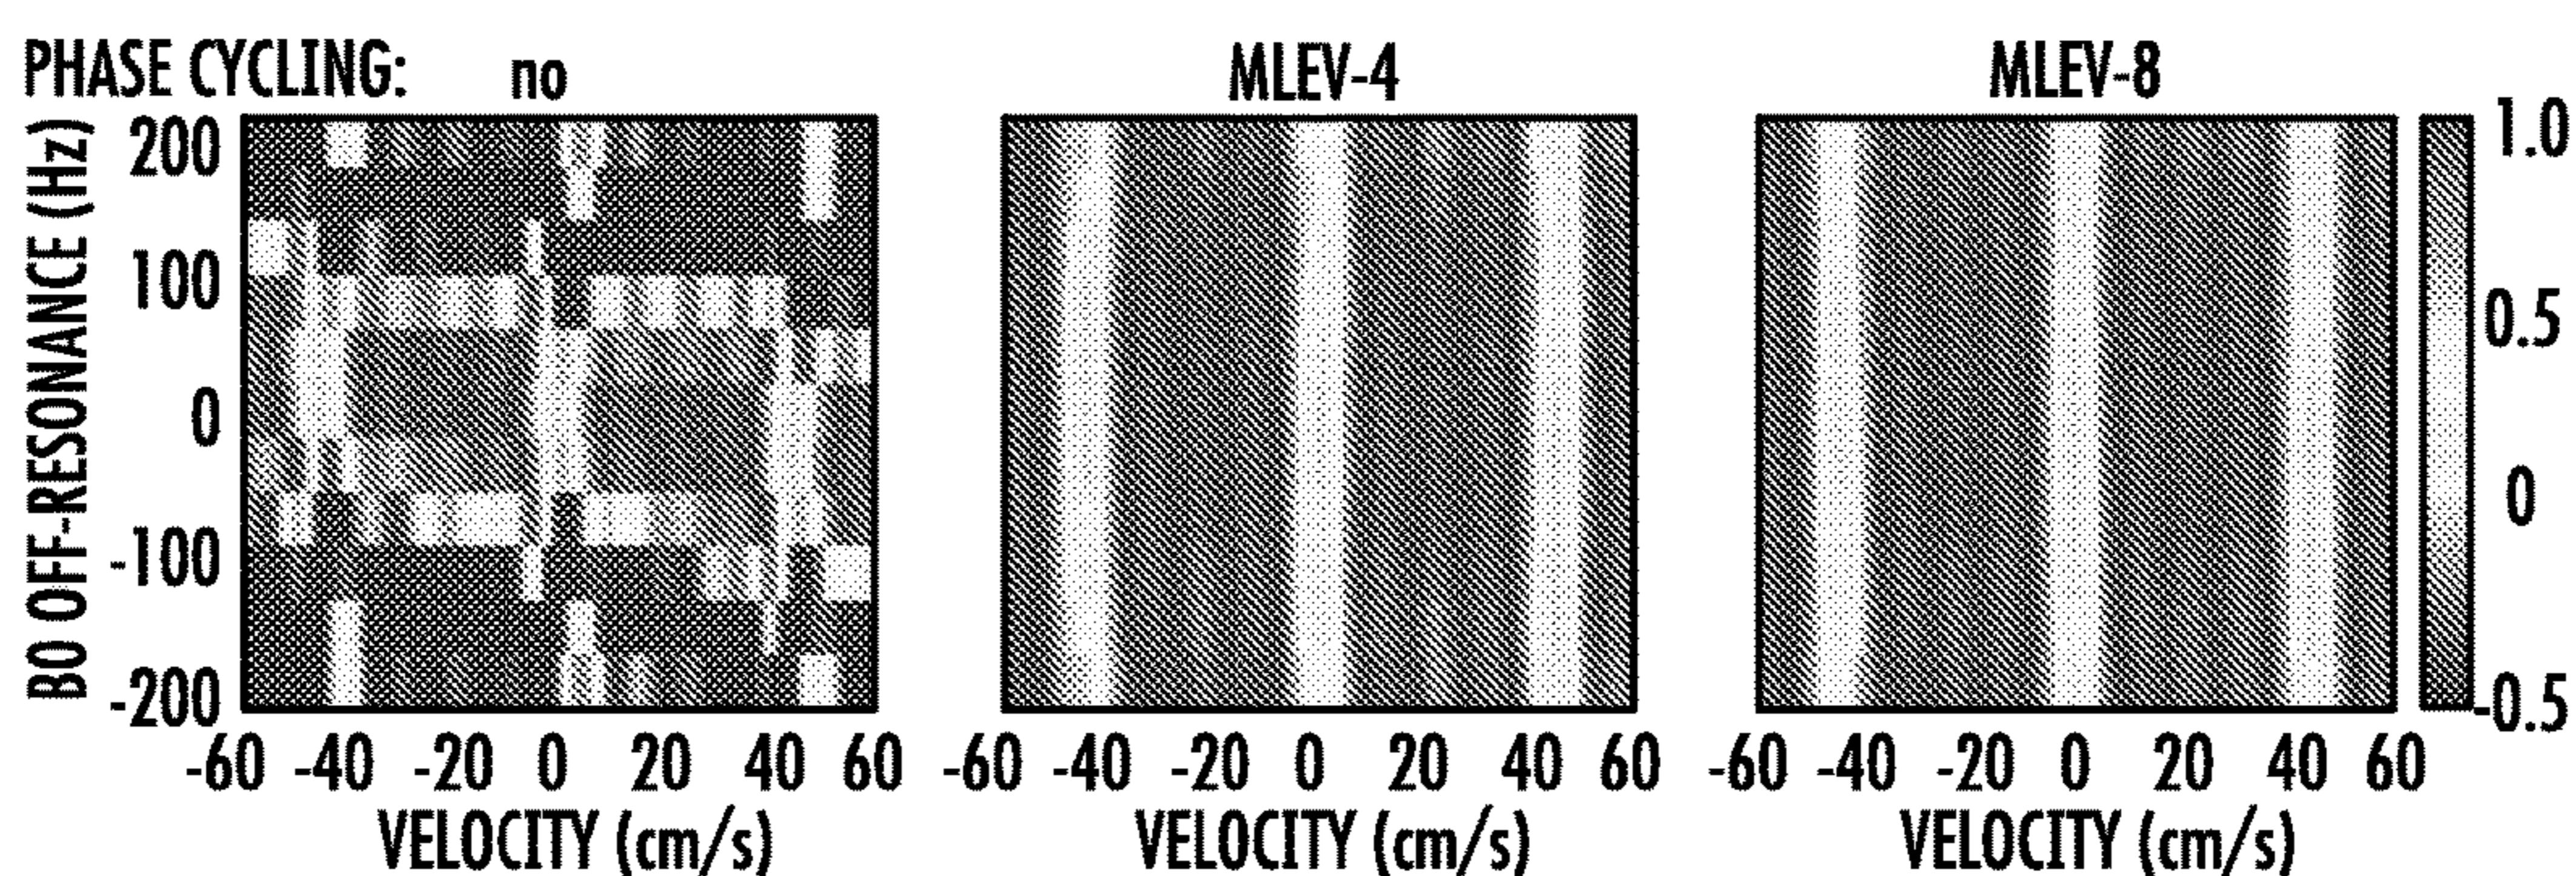 PHASE CYCLING: no MLEV-4 MLEV-8
BO OFF-RESONANCE (Hz)
200
100
0
-100
-200
1.0
0.5
0
-0.5
-60 -40 -20 0 20 40 60 -60 -40 -20 0 20 40 60 -60 -40 -20 0 20 40 60
VELOCITY (cm/s) VELOCITY (cm/s) VELOCITY (cm/s)